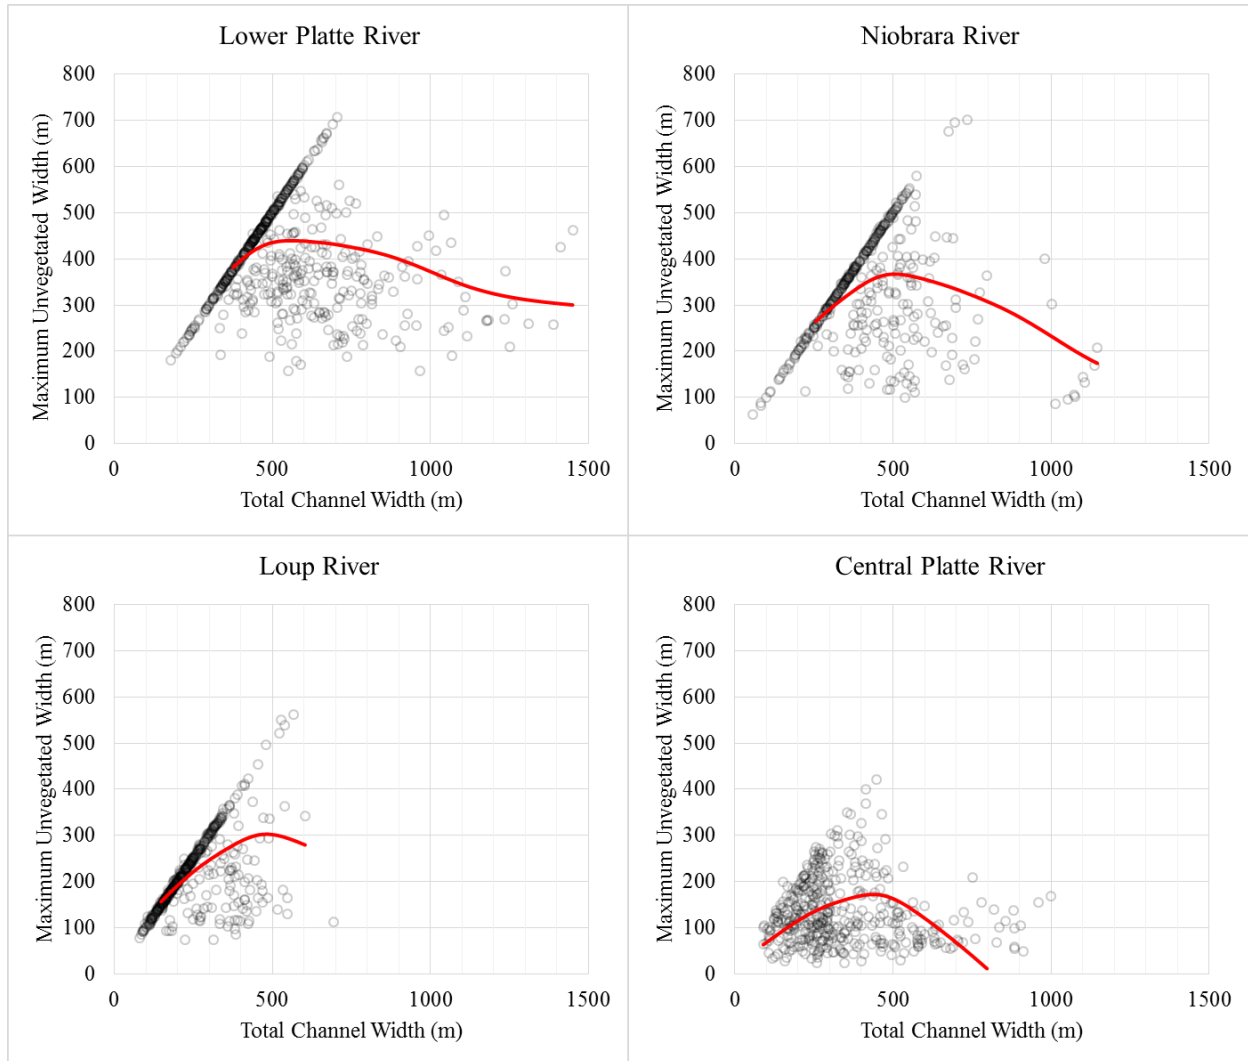 Lower Platte River
800
700
600
500
400
300
200
100
0
Maximum Unvegetated Width (m)
0 500 1000 1500
Total Channel Width (m)
Niobrara River
800
700
600
500
400
300
200
100
0
Maximum Unvegetated Width (m)
0 500 1000 1500
Total Channel Width (m)
Loup River
800
700
600
500
400
300
200
100
0
Maximum Unvegetated Width (m)
0 500 1000 1500
Total Channel Width (m)
Central Platte River
800
700
600
500
400
300
200
100
0
Maximum Unvegetated Width (m)
0 500 1000 1500
Total Channel Width (m)